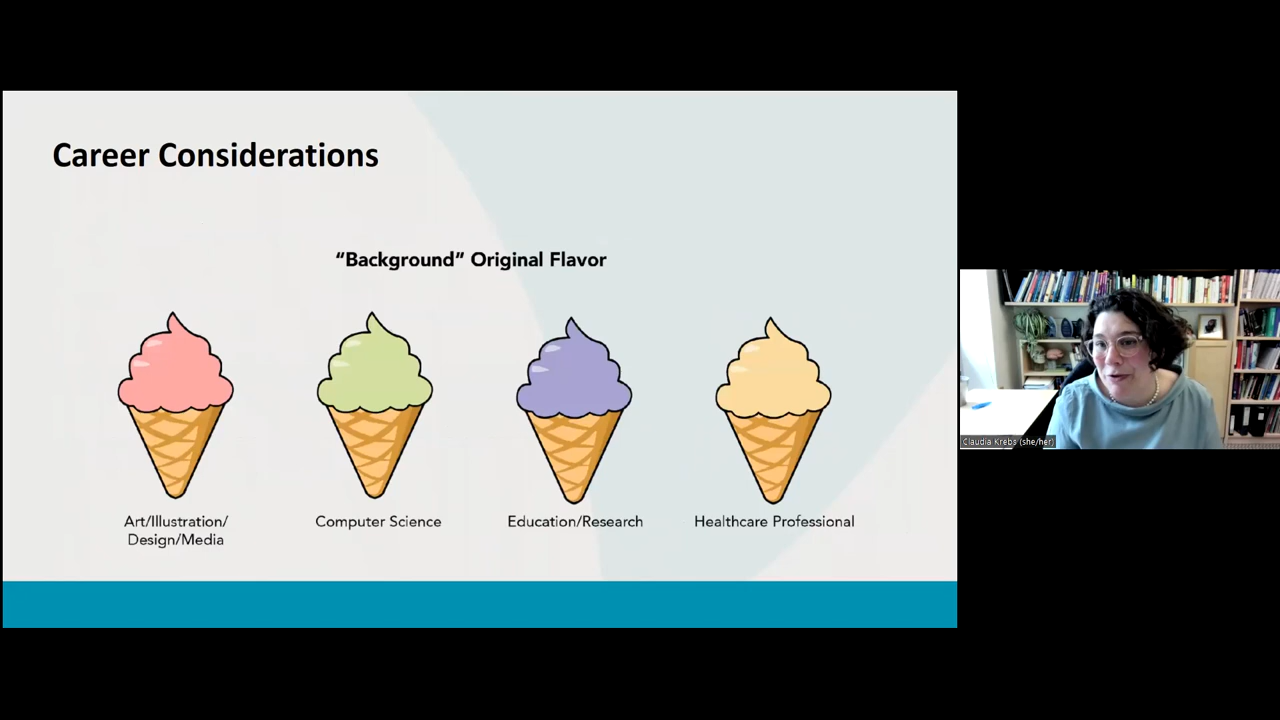 Career Considerations
“Background” Original Flavor
Art/Illustration/
Design/Media
Computer Science
Education/Research
Healthcare Professional
Claudia Krebs (she/her)